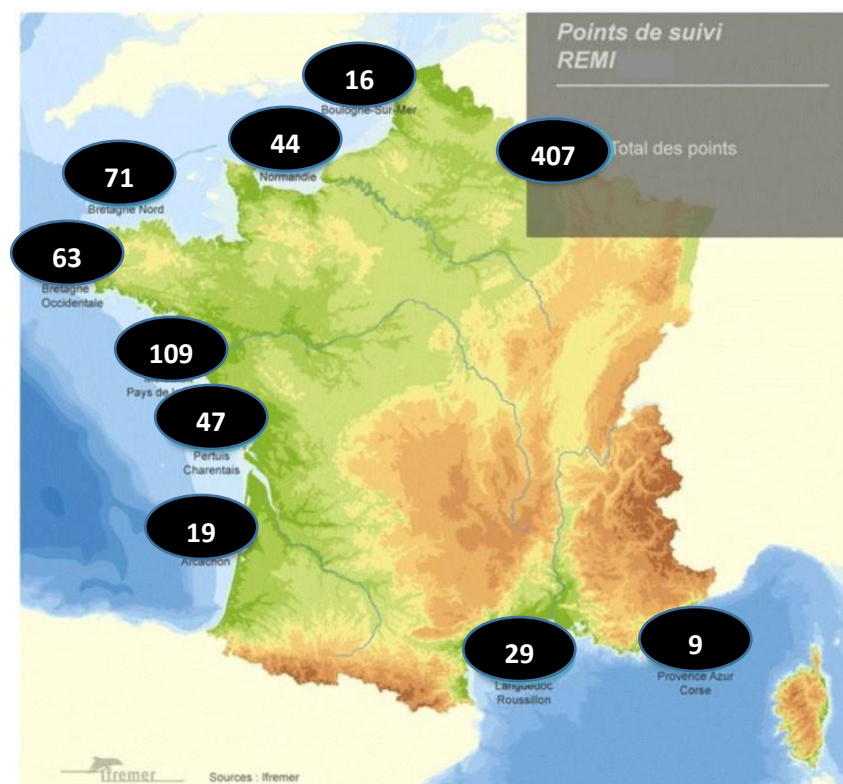 Points de suivi
REMI
407
Total des points
16
Boulogne-Sur-Mer
44
Normandie
71
Bretagne Nord
63
Bretagne
Occidentale
109
Pays de
47
Pertuis
Charentais
19
Arcachon
29
Languedoc
Roussillon
9
Provence Azur
Corse
ifremer
Sources : Ifremer